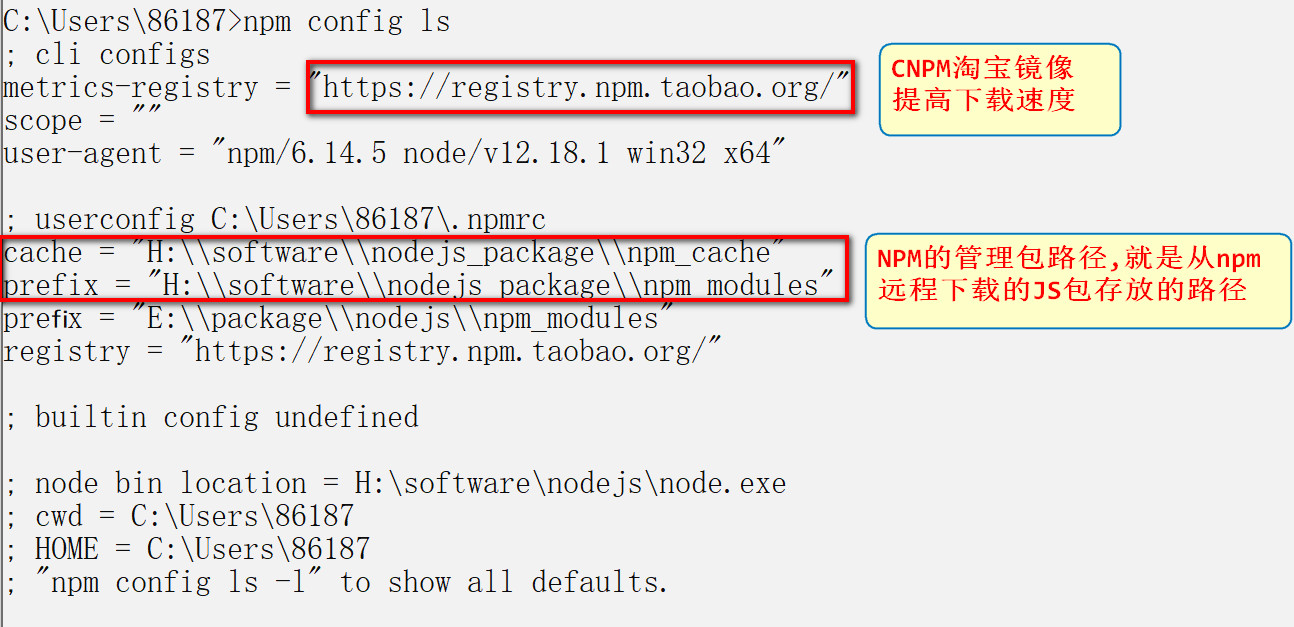 C:\Users\86187>npm config ls
; cli configs
metrics-registry = "https://registry.npm.taobao.org/"
scope = ""
user-agent = "npm/6.14.5 node/v12.18.1 win32 x64"
CNPM淘宝镜像
提高下载速度
; userconfig C:\Users\86187\.npmrc
cache = "H:\\software\\nodejs_package\\npm_cache"
prefix = "H:\\software\\nodejs_package\\npm_modules"
prefix = "E:\\package\\nodejs\\npm_modules"
registry = "https://registry.npm.taobao.org/"
NPM的管理包路径,就是从npm
远程下载的JS包存放的路径
; builtin config undefined
; node bin location = H:\software\nodejs\node.exe
; cwd = C:\Users\86187
; HOME = C:\Users\86187
; "npm config ls -l" to show all defaults.